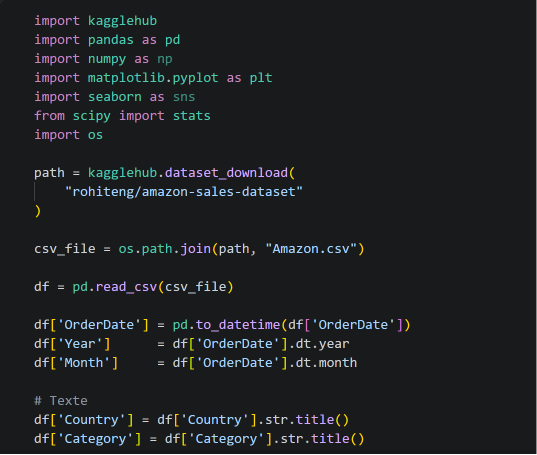 import kagglehub
import pandas as pd
import numpy as np
import matplotlib.pyplot as plt
import seaborn as sns
from scipy import stats
import os

path = kagglehub.dataset_download(
    "rohiteng/amazon-sales-dataset"
)

csv_file = os.path.join(path, "Amazon.csv")

df = pd.read_csv(csv_file)

df['OrderDate'] = pd.to_datetime(df['OrderDate'])
df['Year']      = df['OrderDate'].dt.year
df['Month']     = df['OrderDate'].dt.month

# Texte
df['Country'] = df['Country'].str.title()
df['Category'] = df['Category'].str.title()